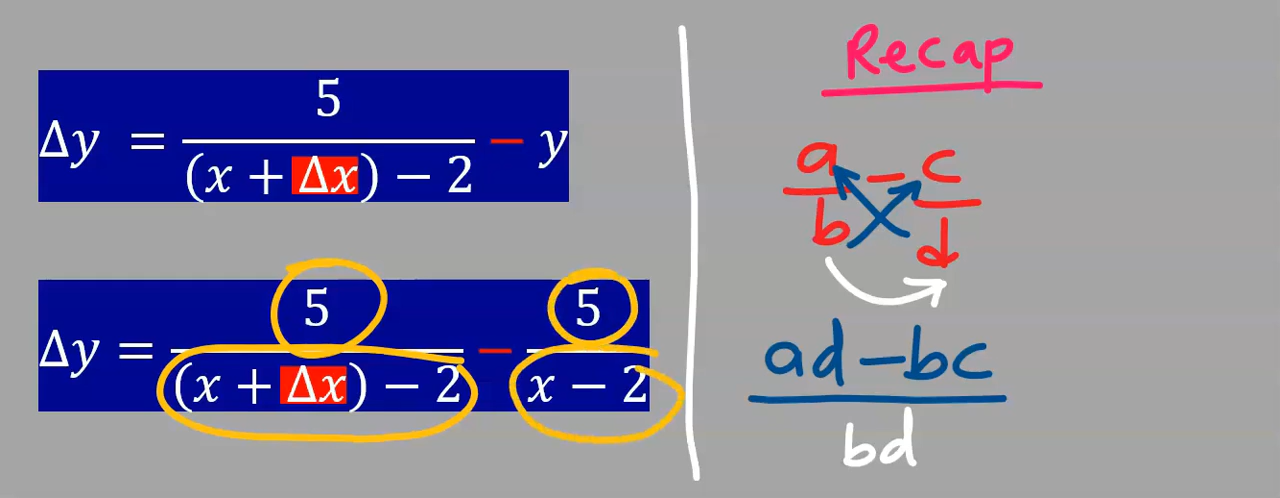 Δy = 5/((x + Δx) − 2) − y
Δy = 5/((x + Δx) − 2) − 5/(x − 2)
Recap
a/b − c/d
(ad − bc)/bd